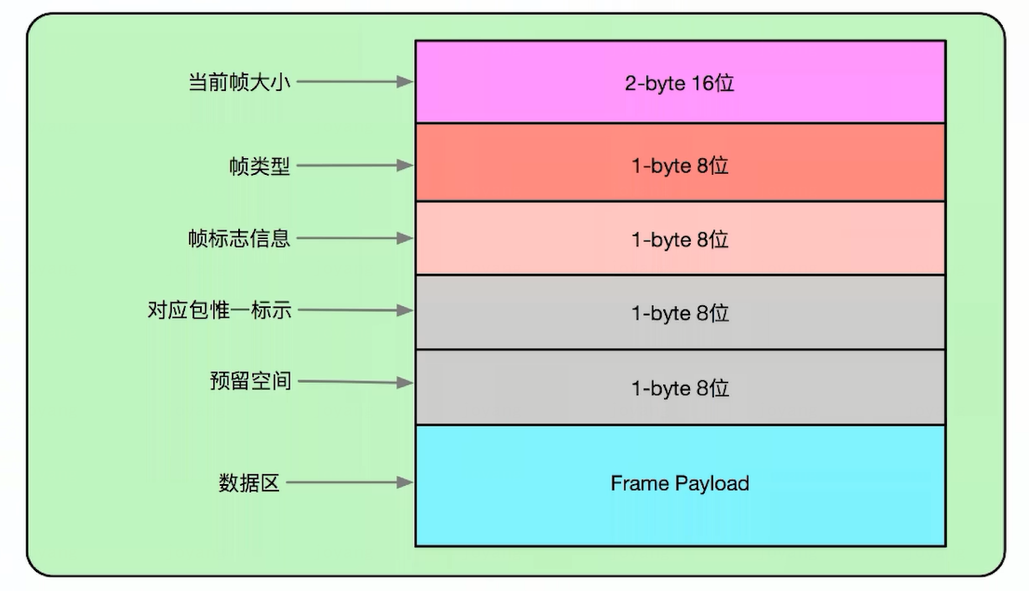 当前帧大小 2-byte 16位
帧类型 1-byte 8位
帧标志信息 1-byte 8位
对应包惟一标示 1-byte 8位
预留空间 1-byte 8位
数据区 Frame Payload